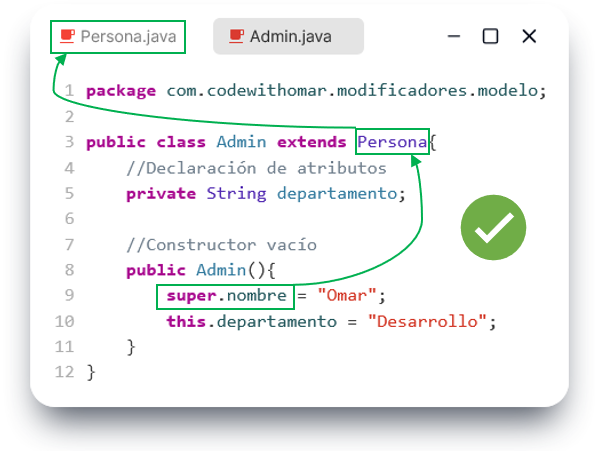 Persona.java
Admin.java
1 package com.codewithomar.modificadores.modelo;
2
3 public class Admin extends Persona{
4     //Declaración de atributos
5     private String departamento;
6
7     //Constructor vacío
8     public Admin(){
9         super.nombre = "Omar";
10         this.departamento = "Desarrollo";
11     }
12 }